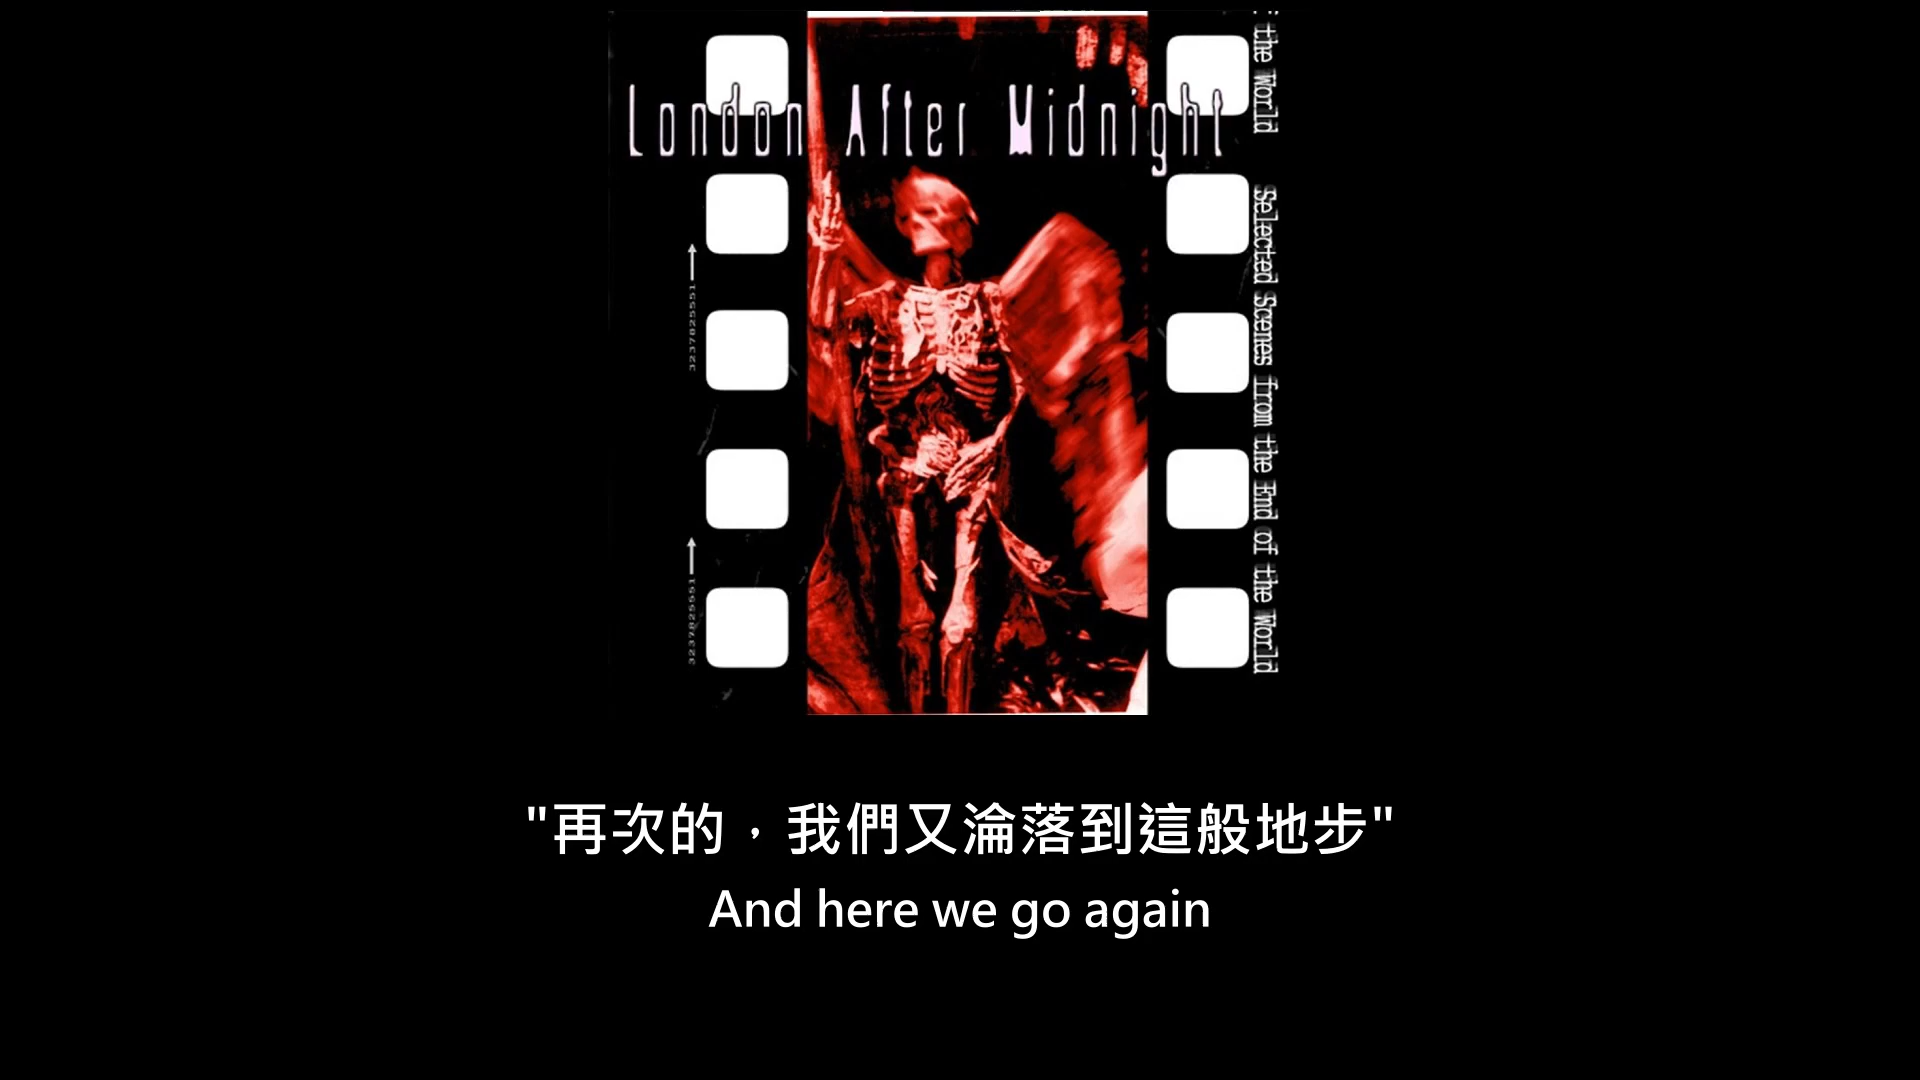 London After Midnight
: the World
Selected Scenes from the End of the World
3237825551
3237825551
"再次的，我們又淪落到這般地步"
And here we go again